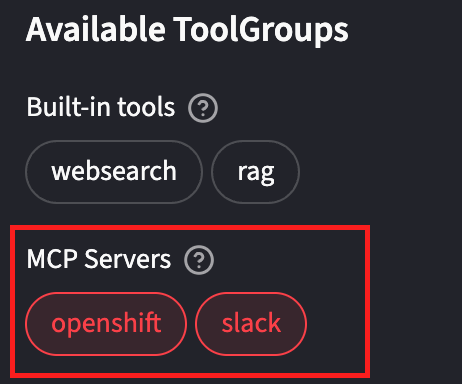 Available ToolGroups
Built-in tools ?
websearch rag
MCP Servers ?
openshift slack